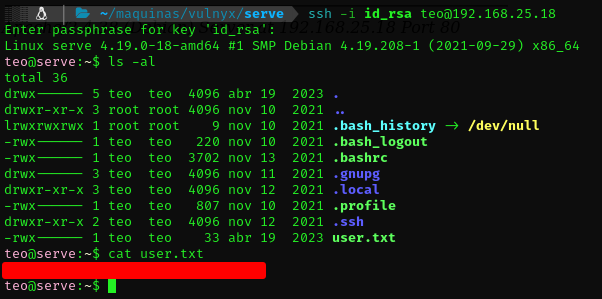 ~/maquinas/vulnyx/serve ssh -i id_rsa teo@192.168.25.18
Enter passphrase for key 'id_rsa':
Linux serve 4.19.0-18-amd64 #1 SMP Debian 4.19.208-1 (2021-09-29) x86_64
teo@serve:~$ ls -al
total 36
drwx------ 5 teo  teo  4096 abr 19  2023 .
drwxr-xr-x 3 root root 4096 nov 10  2021 ..
lrwxrwxrwx 1 root root    9 nov 10  2021 .bash_history -> /dev/null
-rwx------ 1 teo  teo   220 nov 10  2021 .bash_logout
-rwx------ 1 teo  teo  3702 nov 13  2021 .bashrc
drwx------ 3 teo  teo  4096 nov 11  2021 .gnupg
drwxr-xr-x 3 teo  teo  4096 nov 12  2021 .local
-rwx------ 1 teo  teo   807 nov 10  2021 .profile
drwxr-xr-x 2 teo  teo  4096 nov 12  2021 .ssh
-rwx------ 1 teo  teo    33 abr 19  2023 user.txt
teo@serve:~$ cat user.txt
teo@serve:~$